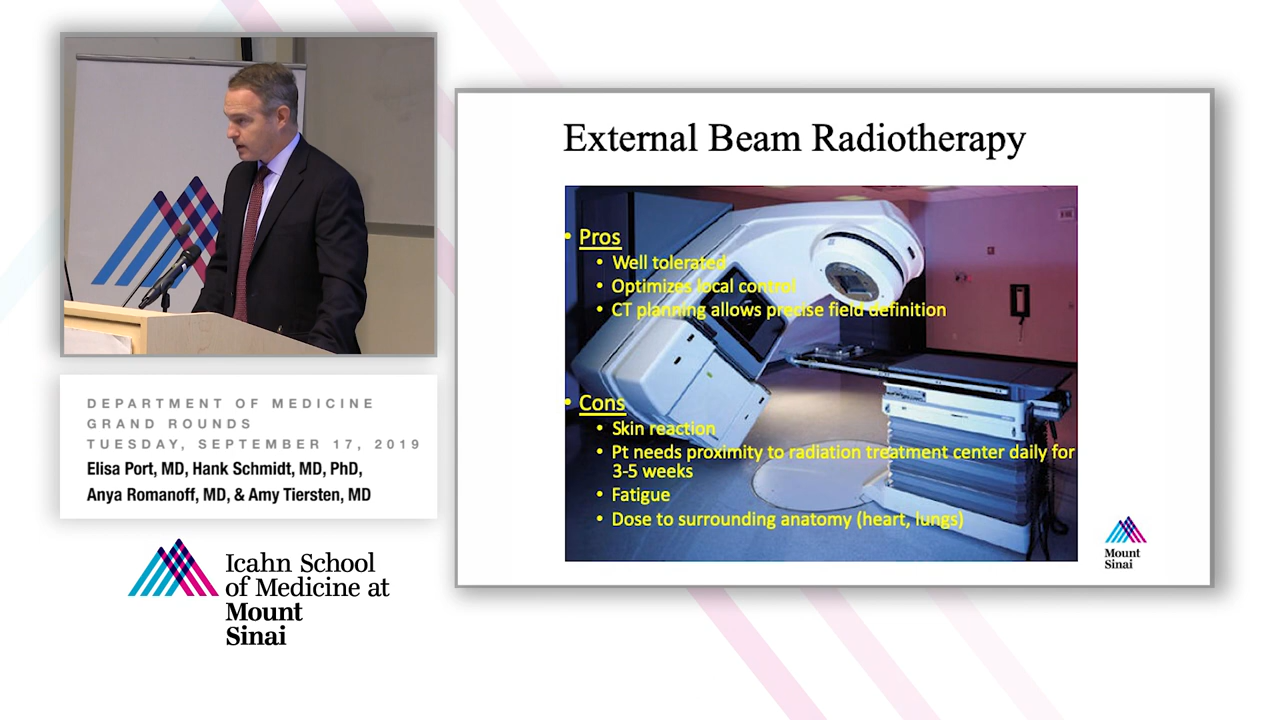 DEPARTMENT OF MEDICINE
GRAND ROUNDS
TUESDAY, SEPTEMBER 17, 2019
Elisa Port, MD, Hank Schmidt, MD, PhD,
Anya Romanoff, MD, & Amy Tiersten, MD
Icahn School
of Medicine at
Mount
Sinai
External Beam Radiotherapy
• Pros
• Well tolerated
• Optimizes local control
• CT planning allows precise field definition
• Cons
• Skin reaction
• Pt needs proximity to radiation treatment center daily for
3-5 weeks
• Fatigue
• Dose to surrounding anatomy (heart, lungs)
Mount
Sinai